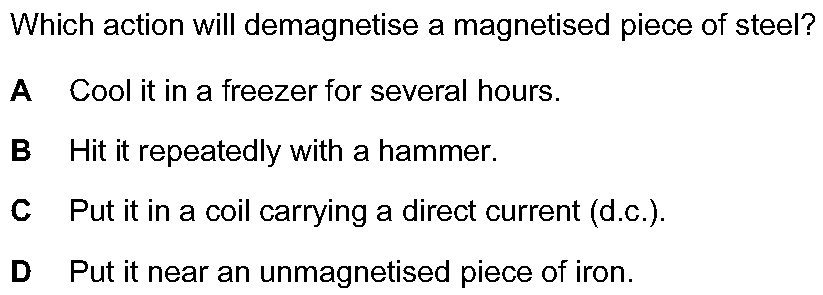 Which action will demagnetise a magnetised piece of steel?
A Cool it in a freezer for several hours.
B Hit it repeatedly with a hammer.
C Put it in a coil carrying a direct current (d.c.).
D Put it near an unmagnetised piece of iron.